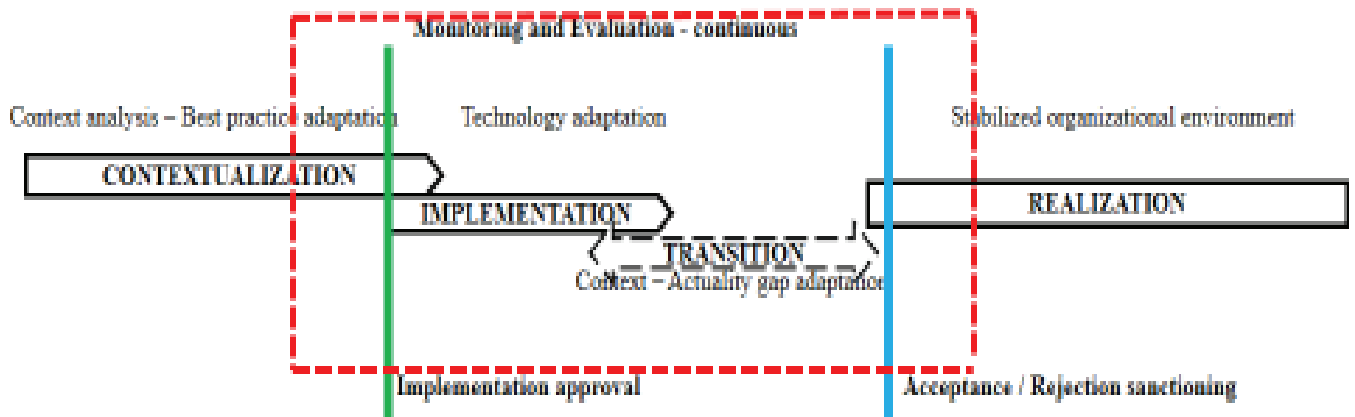 Monitoring and Evaluation - continuous
Context analysis – Best practice adaptation
Technology adaptation
Stabilized organizational environment
CONTEXTUALIZATION
IMPLEMENTATION
REALIZATION
TRANSITION
Context – Actuality gap adaptation
Implementation approval
Acceptance / Rejection sanctioning